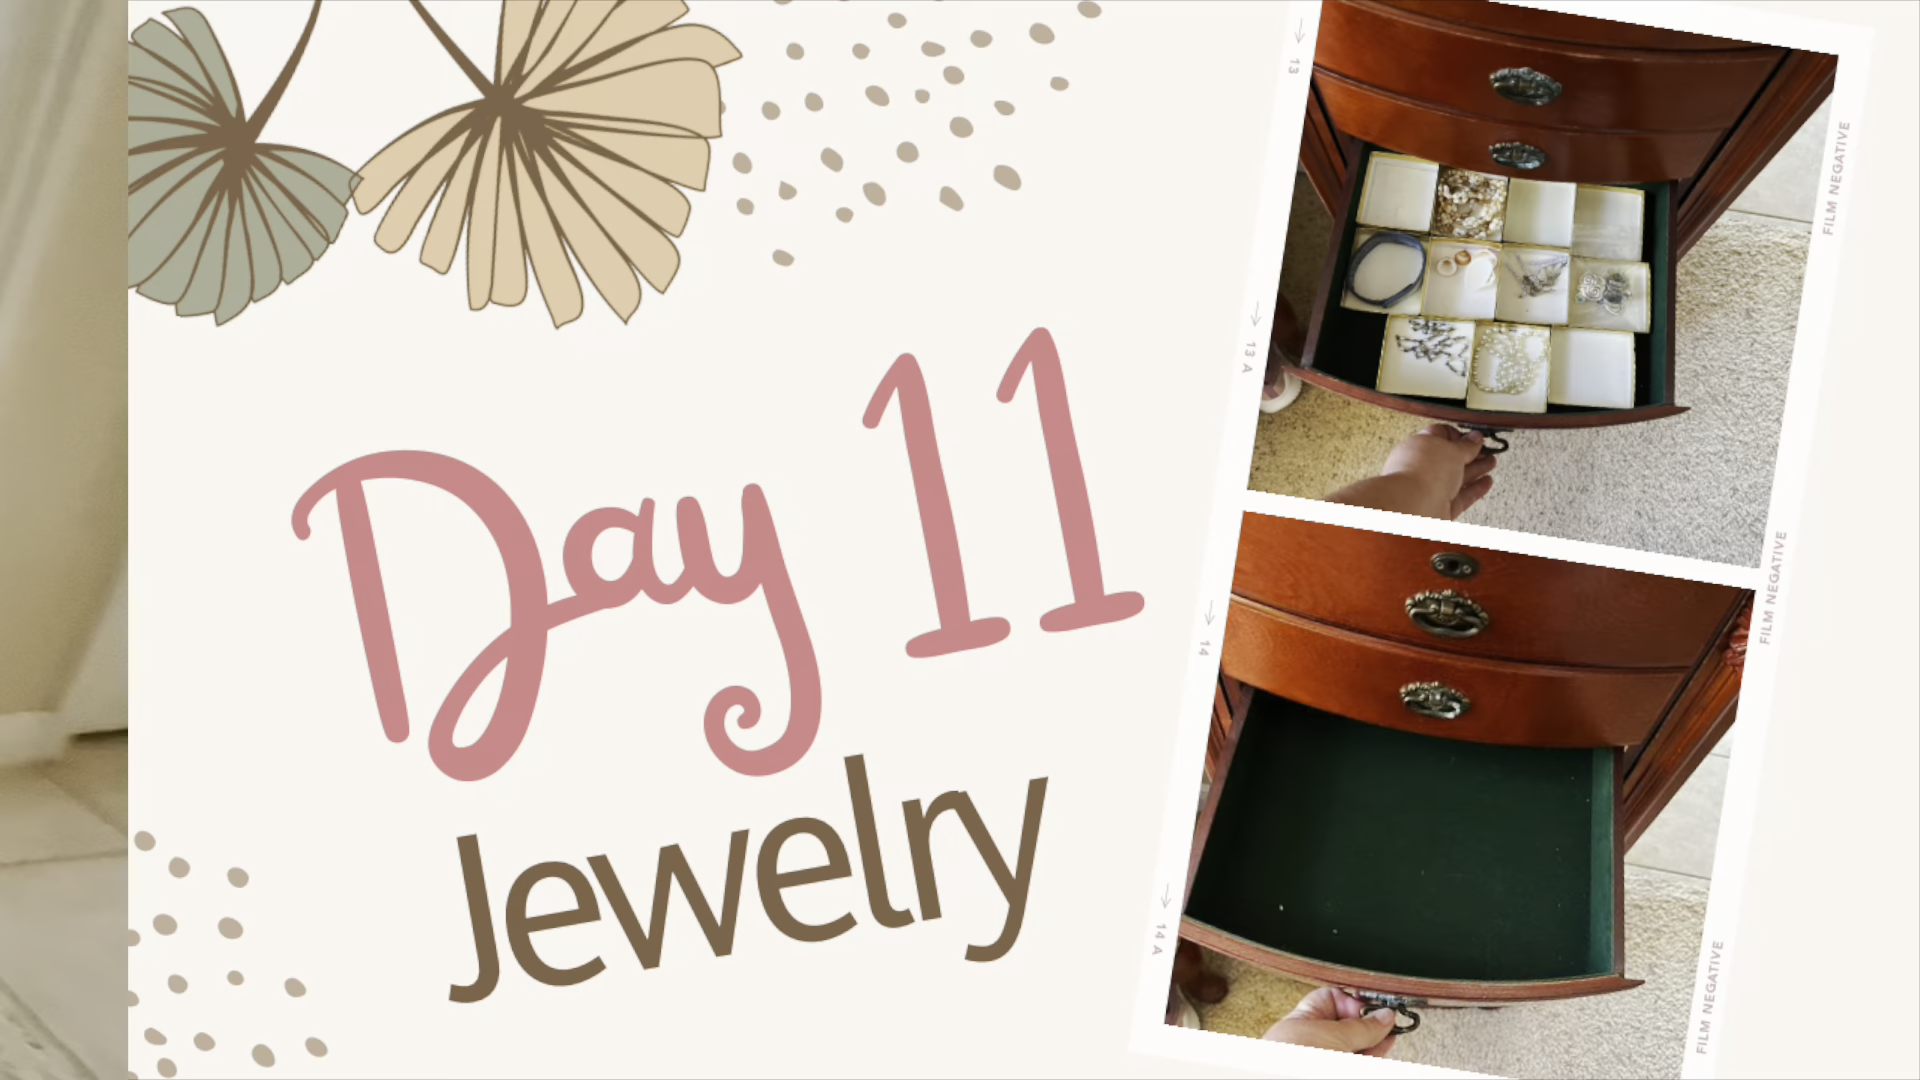 Day 11
Jewelry
13
13 A
14
14 A
FILM NEGATIVE
FILM NEGATIVE
FILM NEGATIVE